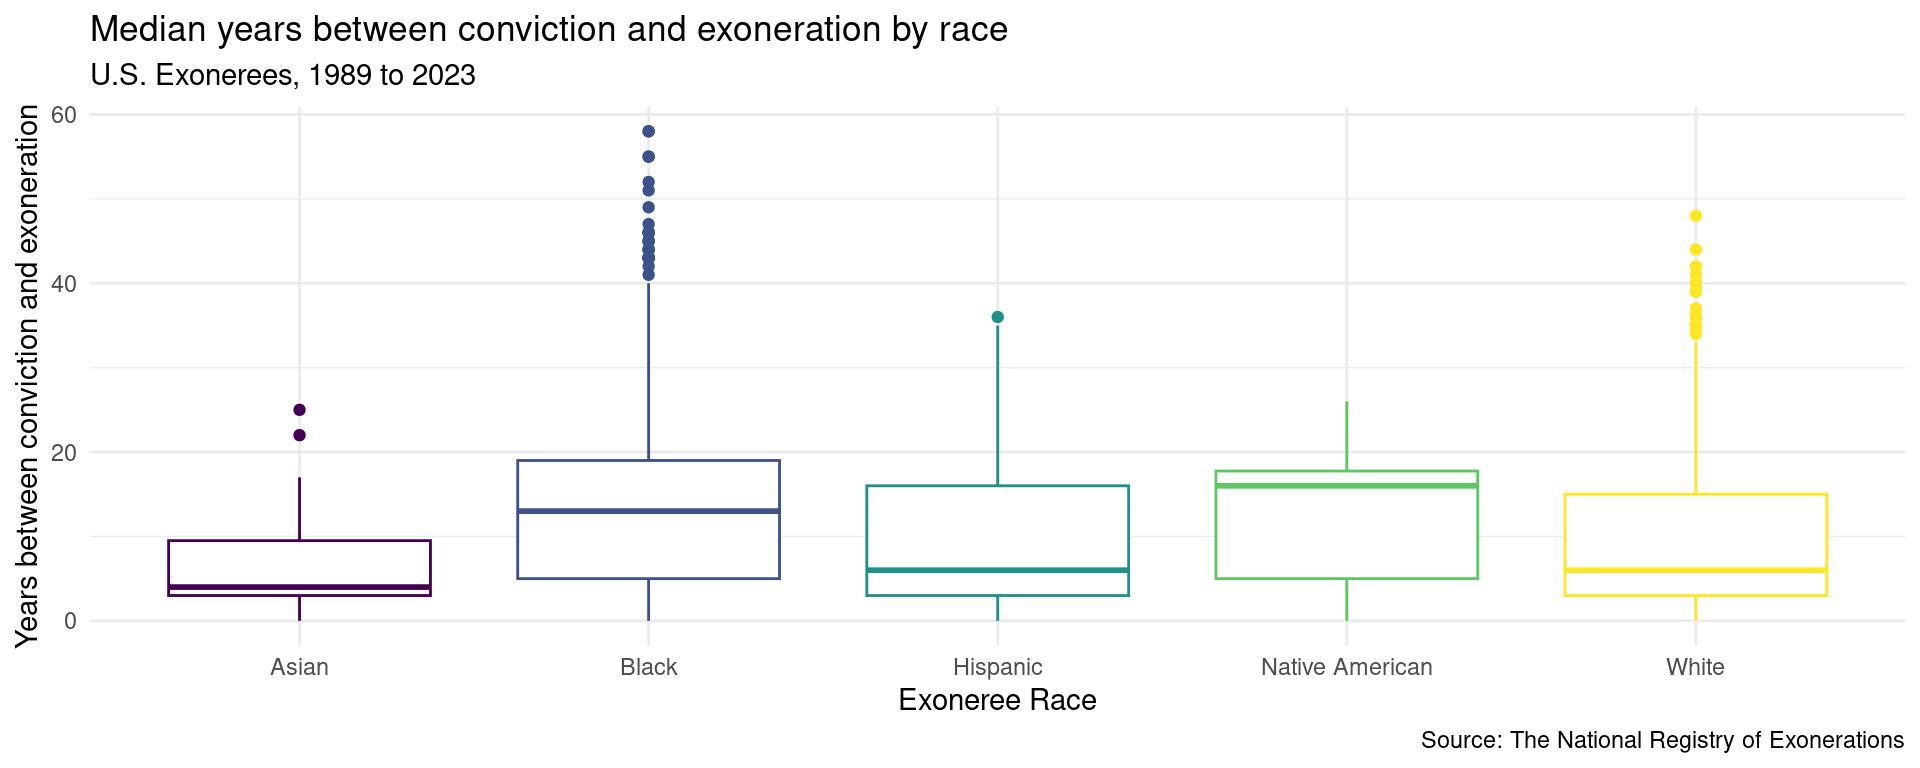 Median years between conviction and exoneration by race
U.S. Exonerees, 1989 to 2023
Years between conviction and exoneration
60
40
20
0
Asian
Black
Hispanic
Native American
White
Exoneree Race
Source: The National Registry of Exonerations